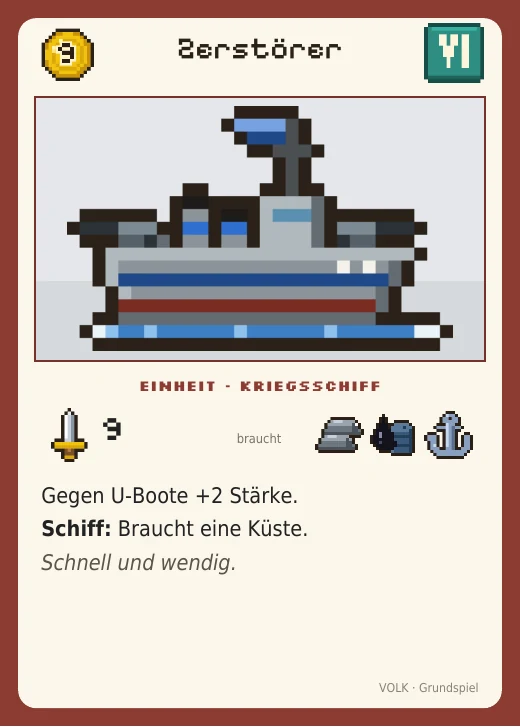 9 Zerstörer VI
EINHEIT · KRIEGSSCHIFF
9 braucht
Gegen U-Boote +2 Stärke.
Schiff: Braucht eine Küste.
Schnell und wendig.
VOLK · Grundspiel